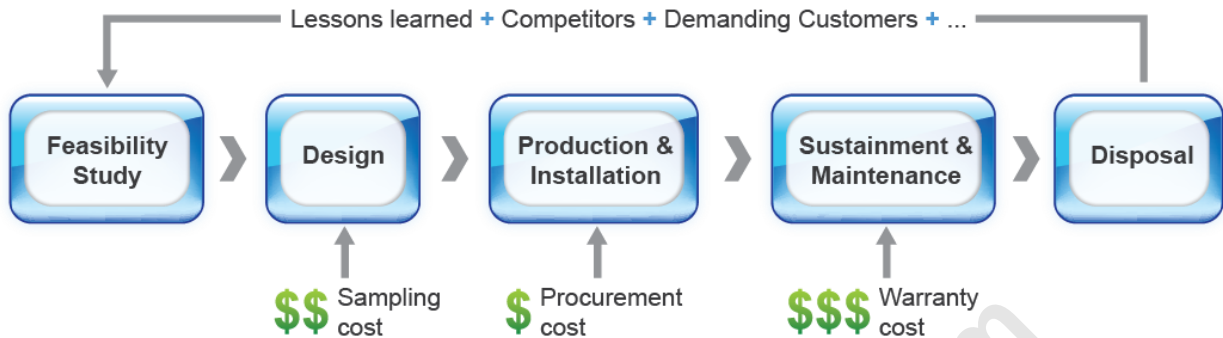 Lessons learned + Competitors + Demanding Customers + ...
Feasibility
Study
Design
Production &
Installation
Sustainment &
Maintenance
Disposal
$$ Sampling
cost
$ Procurement
cost
$$$ Warranty
cost